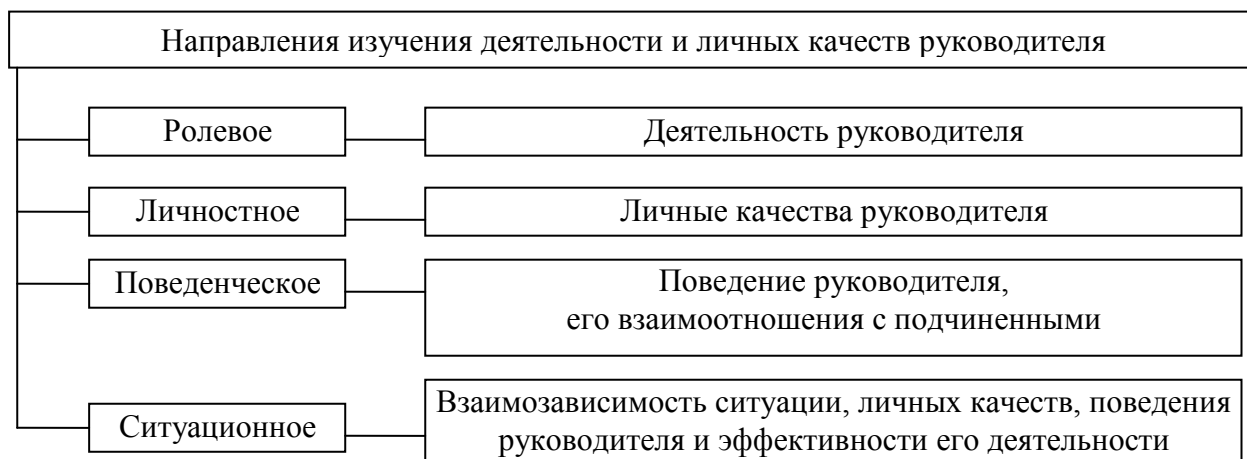 Направления изучения деятельности и личных качеств руководителя
Ролевое
Деятельность руководителя
Личностное
Личные качества руководителя
Поведенческое
Поведение руководителя,
его взаимоотношения с подчиненными
Ситуационное
Взаимозависимость ситуации, личных качеств, поведения
руководителя и эффективности его деятельности